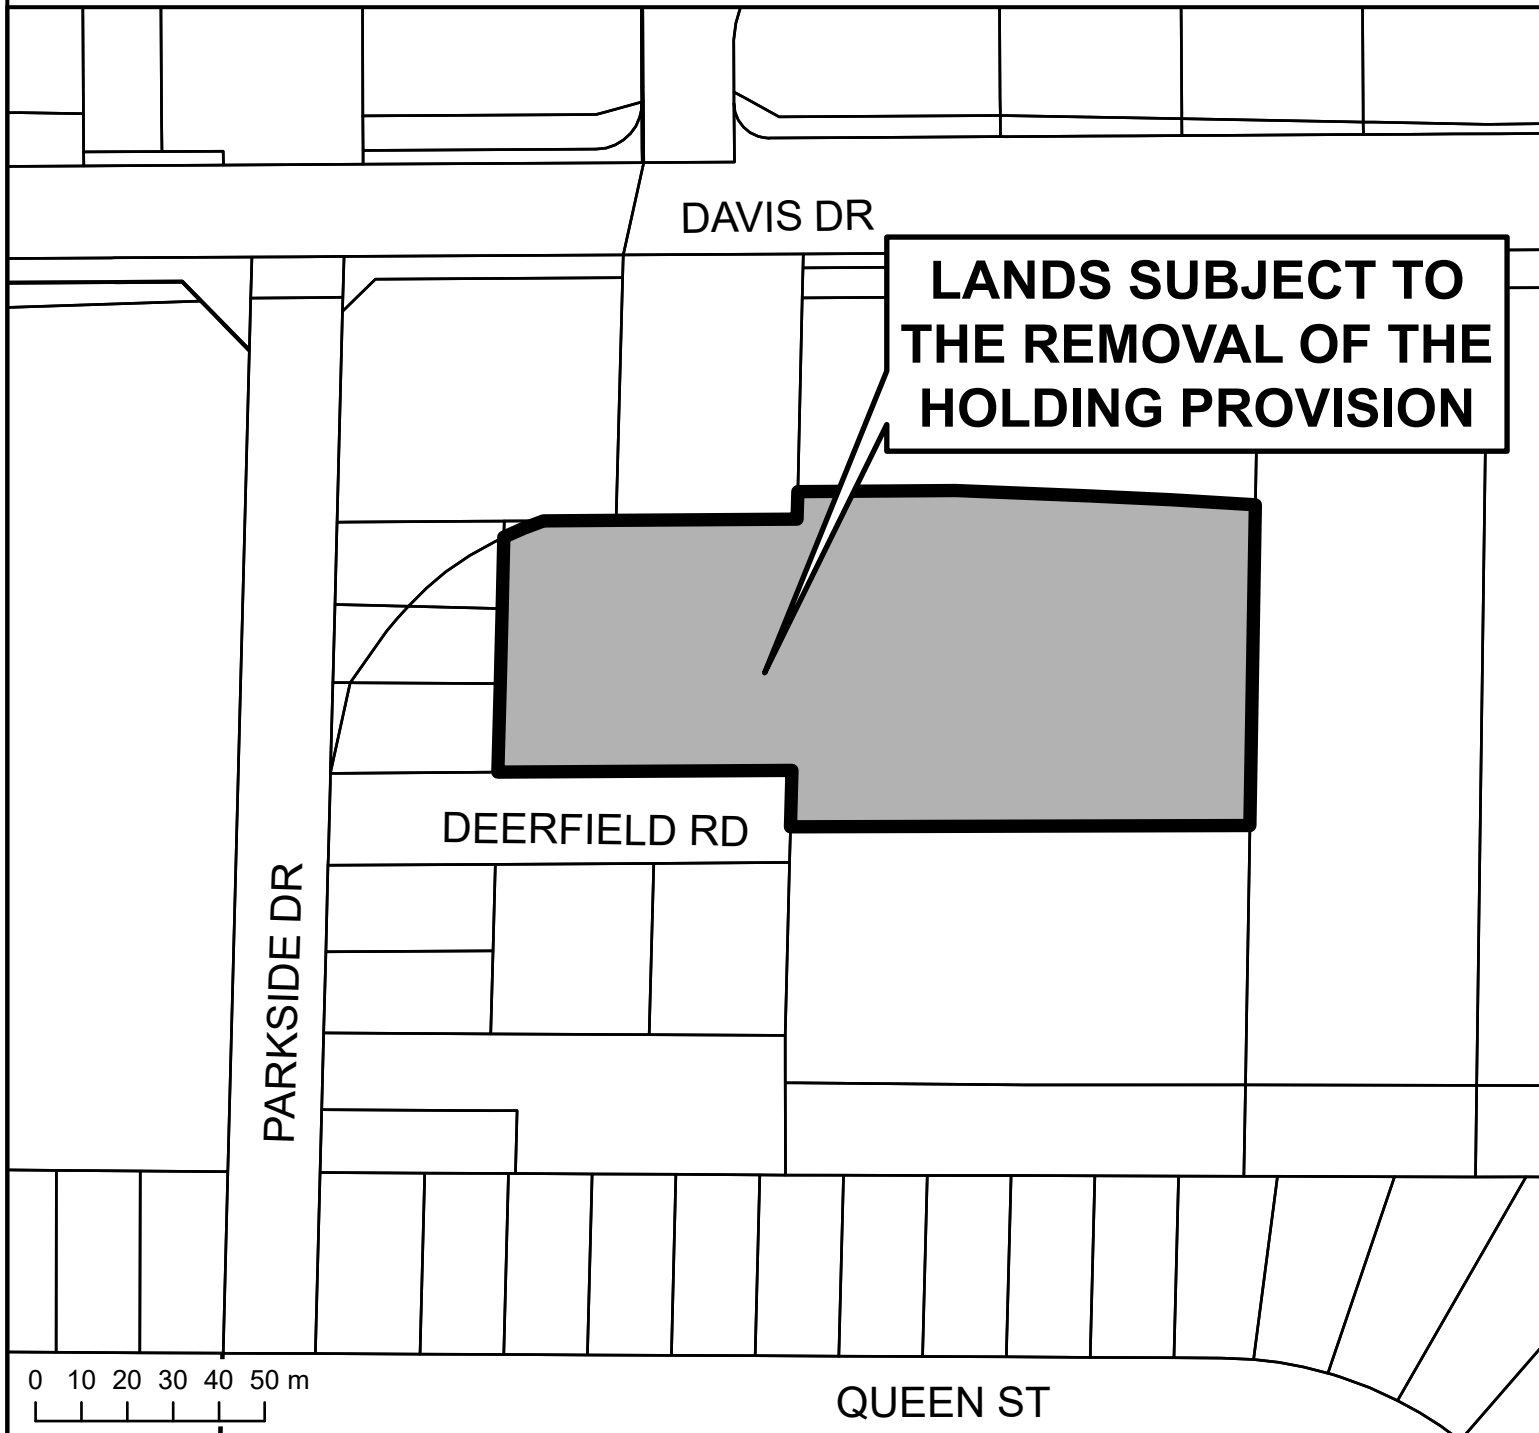 DAVIS DR
LANDS SUBJECT TO
THE REMOVAL OF THE
HOLDING PROVISION
DEERFIELD RD
PARKSIDE DR
0 10 20 30 40 50 m
QUEEN ST